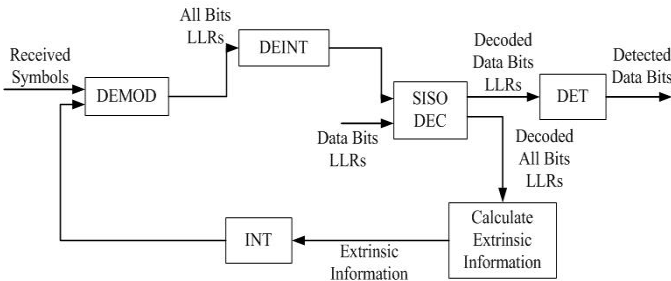 All Bits
LLRs
Received
Symbols
DEMOD
DEINT
Data Bits
LLRs
SISO
DEC
Decoded
Data Bits
LLRs
DET
Detected
Data Bits
Decoded
All Bits
LLRs
Calculate
Extrinsic
Information
Extrinsic
Information
INT